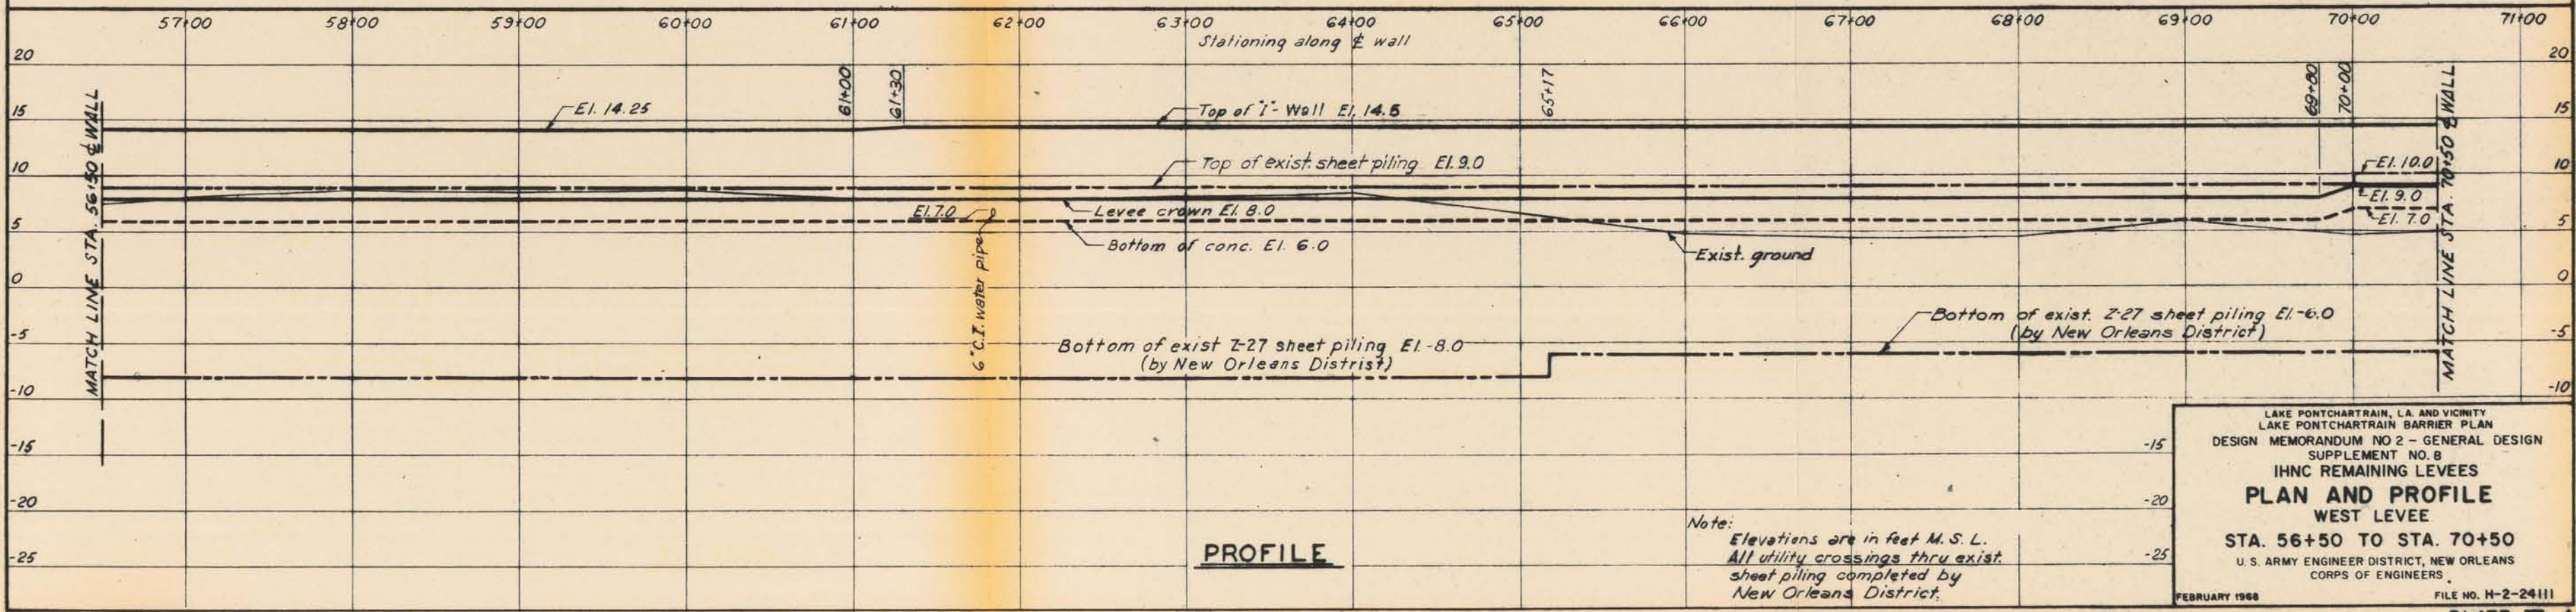 57+00 58+00 59+00 60+00 61+00 62+00 63+00 64+00 65+00 66+00 67+00 68+00 69+00 70+00 71+00
Stationing along ℄ wall
20
20
61+00
61+30
65+17
69+80
70+00
MATCH LINE STA. 56+50 ℄ WALL
MATCH LINE STA. 70+50 ℄ WALL
El. 14.25
Top of "I"- Wall El. 14.5
15
15
Top of exist. sheet piling El. 9.0
El. 10.0
10
10
El. 9.0
El. 7.0
Levee crown El. 8.0
El. 7.0
5
5
Bottom of conc. El. 6.0
6" C.I. water pipe
Exist. ground
0
0
Bottom of exist. Z-27 sheet piling El.-6.0
(by New Orleans District)
-5
-5
Bottom of exist Z-27 sheet piling El.-8.0
(by New Orleans District)
-10
-10
-15
-15
-20
-20
-25
-25
PROFILE
Note:
Elevations are in feet M. S. L.
All utility crossings thru exist.
sheet piling completed by
New Orleans District.
LAKE PONTCHARTRAIN, LA. AND VICINITY
LAKE PONTCHARTRAIN BARRIER PLAN
DESIGN MEMORANDUM NO 2 - GENERAL DESIGN
SUPPLEMENT NO. 8
IHNC REMAINING LEVEES
PLAN AND PROFILE
WEST LEVEE
STA. 56+50 TO STA. 70+50
U. S. ARMY ENGINEER DISTRICT, NEW ORLEANS
CORPS OF ENGINEERS
FEBRUARY 1968 FILE NO. H-2-24111